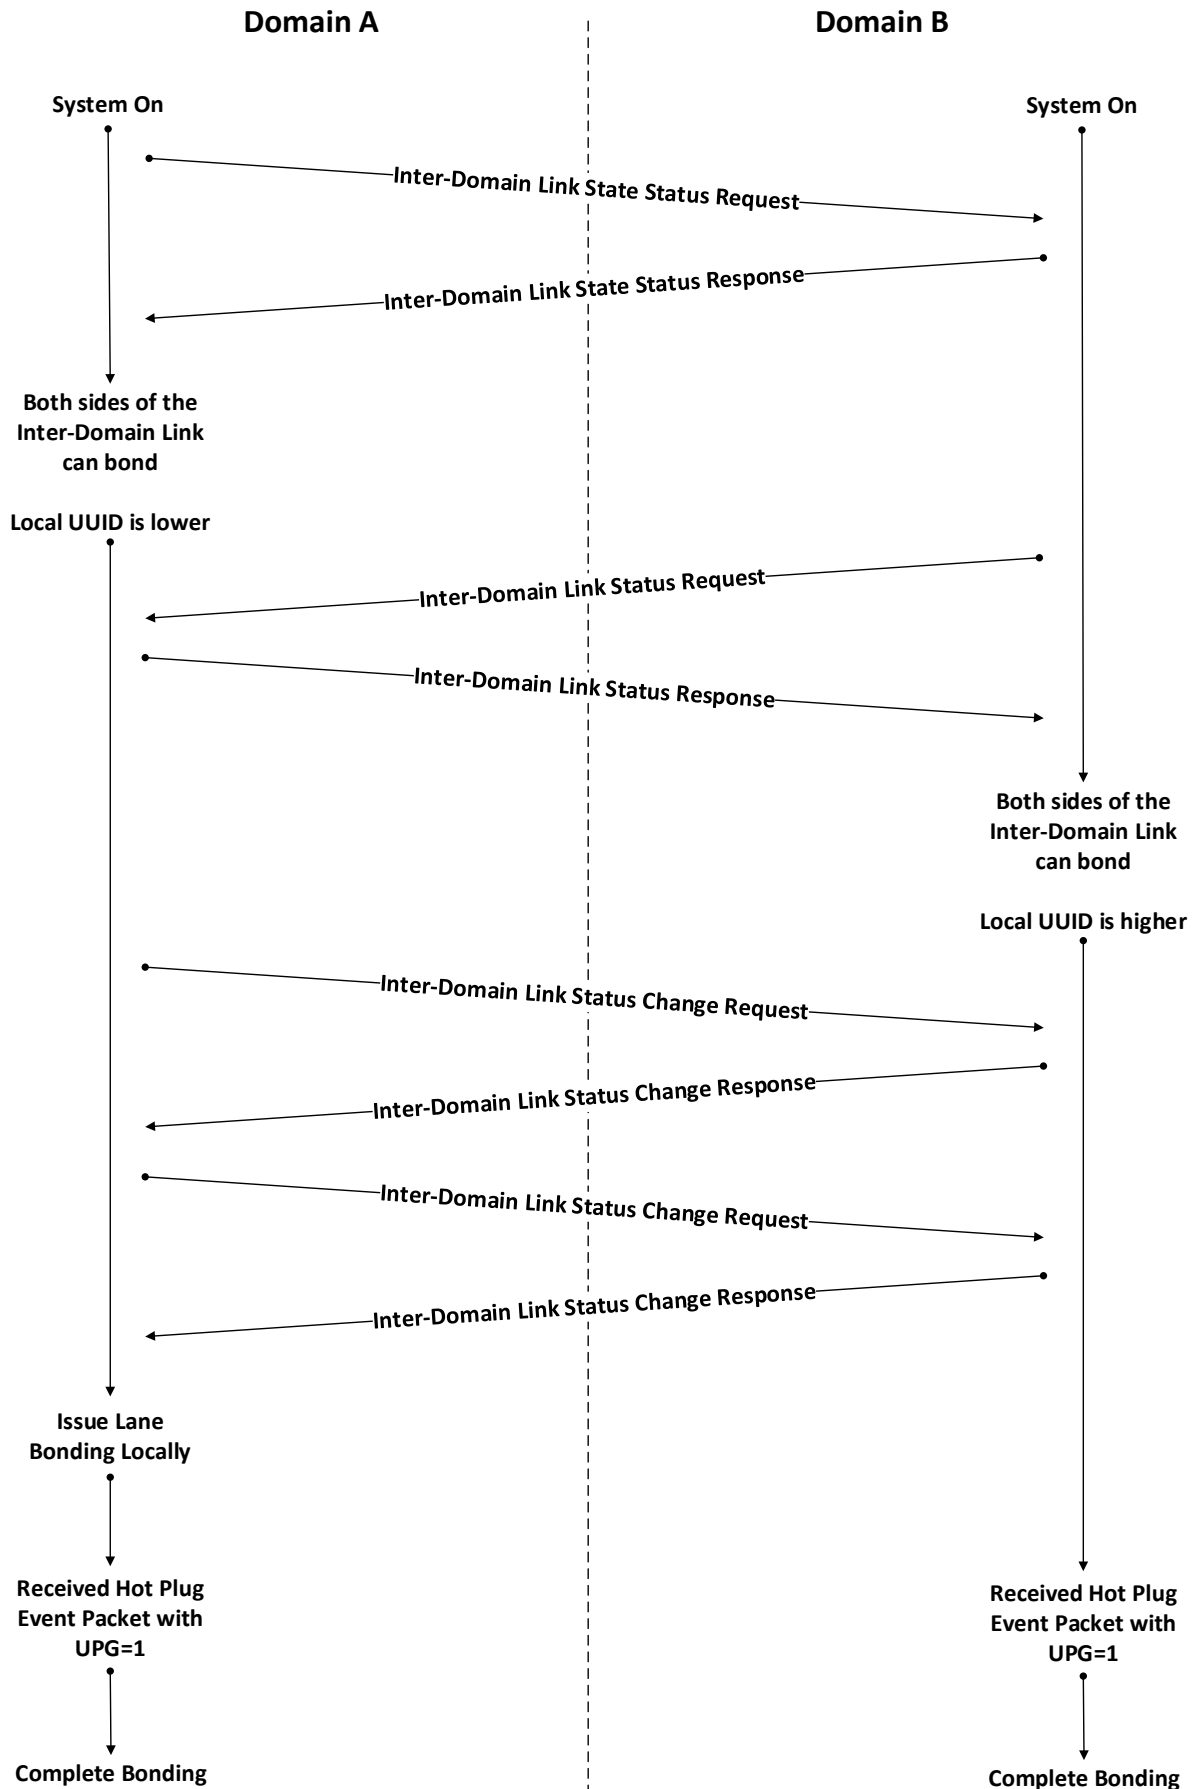 Domain A
Domain B
System On
System On
Inter-Domain Link State Status Request
Inter-Domain Link State Status Response
Both sides of the
Inter-Domain Link
can bond
Local UUID is lower
Inter-Domain Link Status Request
Inter-Domain Link Status Response
Both sides of the
Inter-Domain Link
can bond
Local UUID is higher
Inter-Domain Link Status Change Request
Inter-Domain Link Status Change Response
Inter-Domain Link Status Change Request
Inter-Domain Link Status Change Response
Issue Lane
Bonding Locally
Received Hot Plug
Event Packet with
UPG=1
Received Hot Plug
Event Packet with
UPG=1
Complete Bonding
Complete Bonding